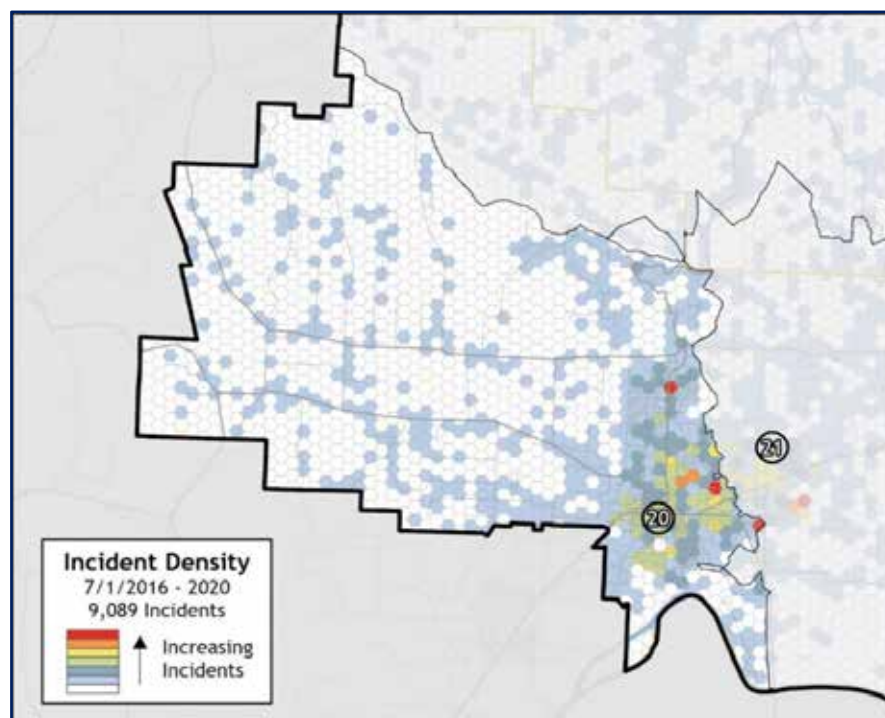 21
20
Incident Density
7/1/2016 - 2020
9,089 Incidents
Increasing
Incidents